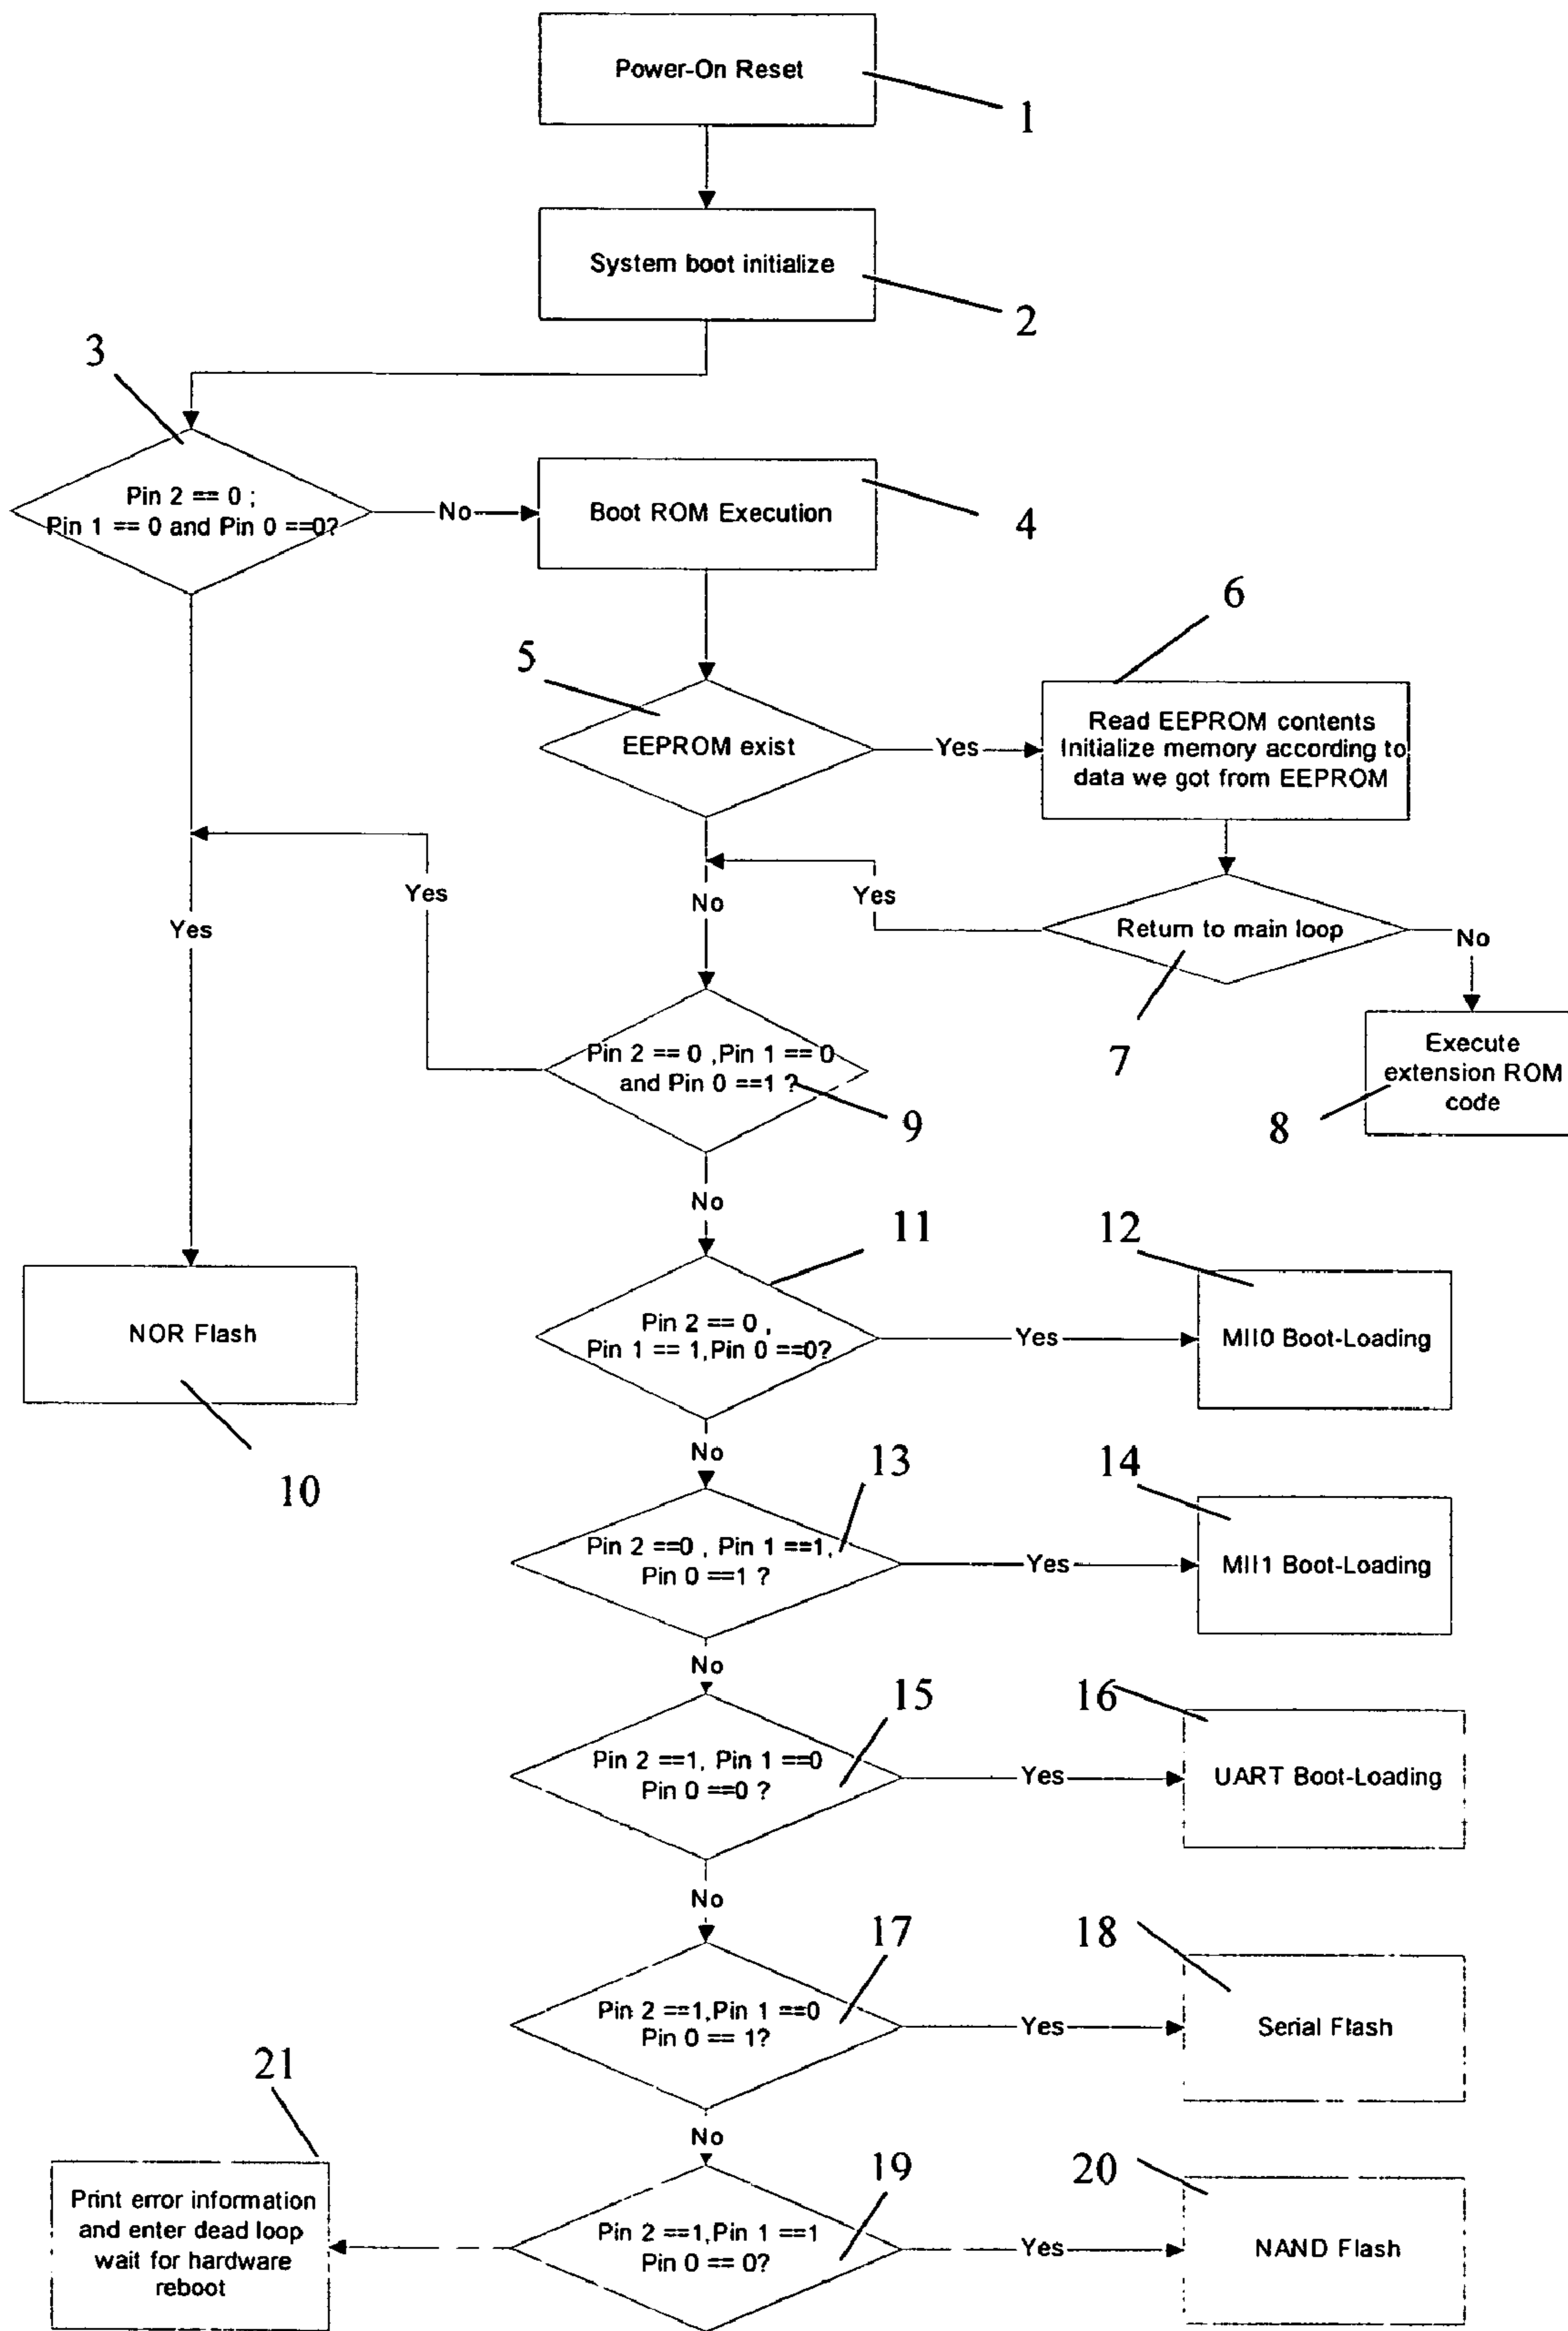 Power-On Reset
1
System boot initialize
2
3
Pin 2 == 0 ;
Pin 1 == 0 and Pin 0 ==0?
No
Boot ROM Execution
4
5
EEPROM exist
Yes
6
Read EEPROM contents
Initialize memory according to
data we got from EEPROM
Yes
No
Yes
Return to main loop
No
7
Yes
Execute
extension ROM
code
8
Pin 2 == 0 ,Pin 1 == 0
and Pin 0 ==1 ?
9
No
NOR Flash
10
11
Pin 2 == 0 ,
Pin 1 == 1,Pin 0 ==0?
Yes
12
MII0 Boot-Loading
No
13
Pin 2 ==0 , Pin 1 ==1,
Pin 0 ==1 ?
Yes
14
MII1 Boot-Loading
No
15
Pin 2 ==1, Pin 1 ==0
Pin 0 ==0 ?
Yes
16
UART Boot-Loading
No
17
Pin 2 ==1,Pin 1 ==0
Pin 0 == 1?
Yes
18
Serial Flash
No
19
Pin 2 ==1,Pin 1 ==1
Pin 0 == 0?
Yes
20
NAND Flash
21
Print error information
and enter dead loop
wait for hardware
reboot